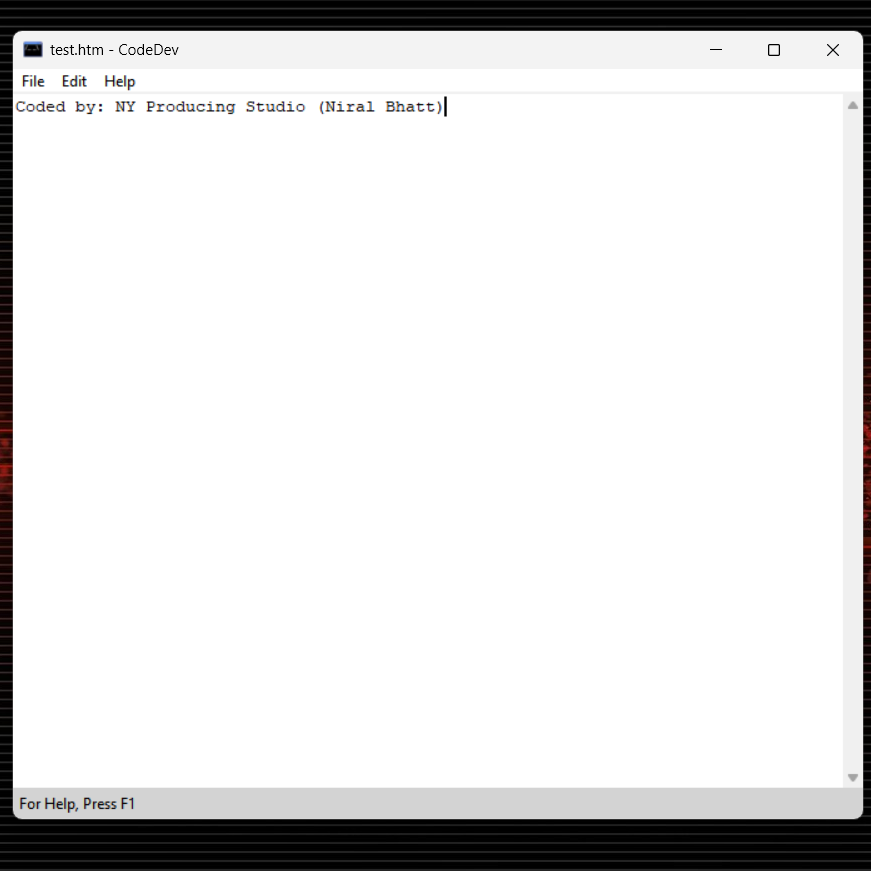 test.htm - CodeDev
File Edit Help
Coded by: NY Producing Studio (Niral Bhatt)
For Help, Press F1